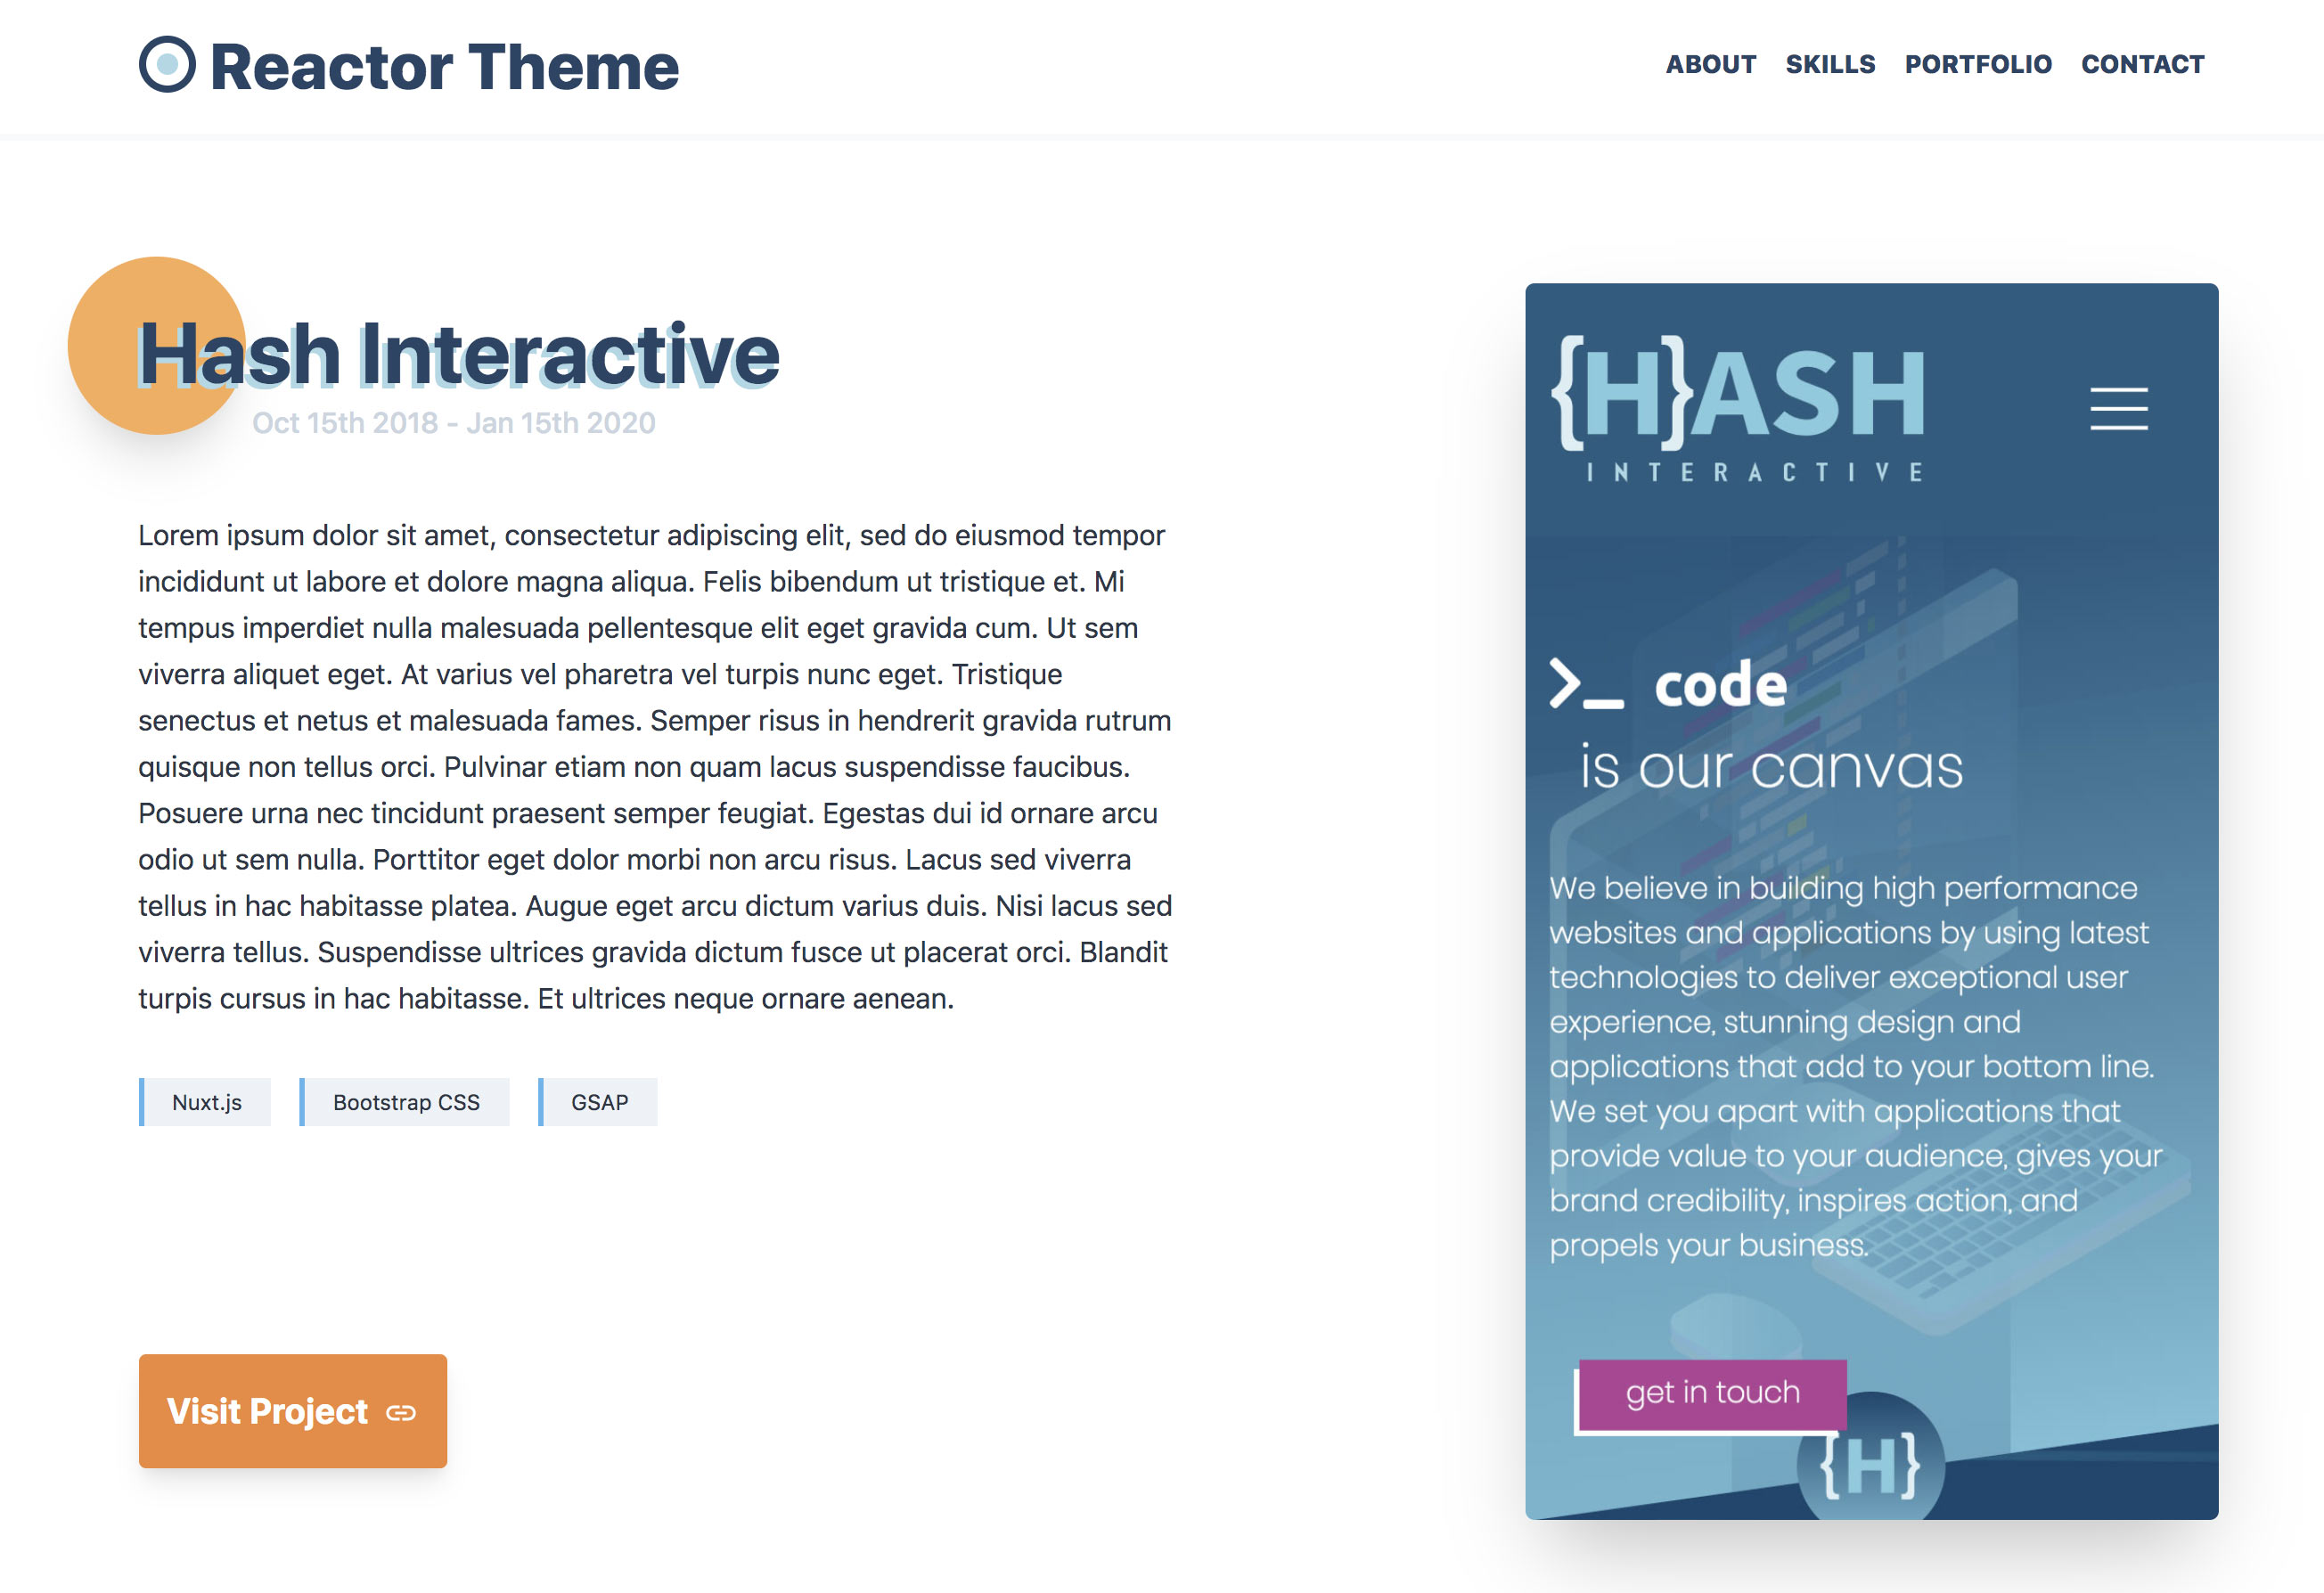 Reactor Theme
ABOUT SKILLS PORTFOLIO CONTACT
Hash Interactive
Oct 15th 2018 - Jan 15th 2020
Lorem ipsum dolor sit amet, consectetur adipiscing elit, sed do eiusmod tempor
incididunt ut labore et dolore magna aliqua. Felis bibendum ut tristique et. Mi
tempus imperdiet nulla malesuada pellentesque elit eget gravida cum. Ut sem
viverra aliquet eget. At varius vel pharetra vel turpis nunc eget. Tristique
senectus et netus et malesuada fames. Semper risus in hendrerit gravida rutrum
quisque non tellus orci. Pulvinar etiam non quam lacus suspendisse faucibus.
Posuere urna nec tincidunt praesent semper feugiat. Egestas dui id ornare arcu
odio ut sem nulla. Porttitor eget dolor morbi non arcu risus. Lacus sed viverra
tellus in hac habitasse platea. Augue eget arcu dictum varius duis. Nisi lacus sed
viverra tellus. Suspendisse ultrices gravida dictum fusce ut placerat orci. Blandit
turpis cursus in hac habitasse. Et ultrices neque ornare aenean.
Nuxt.js
Bootstrap CSS
GSAP
Visit Project
{H}ASH
INTERACTIVE
>_ code
is our canvas
We believe in building high performance
websites and applications by using latest
technologies to deliver exceptional user
experience, stunning design and
applications that add to your bottom line.
We set you apart with applications that
provide value to your audience, gives your
brand credibility, inspires action, and
propels your business.
get in touch
{H}